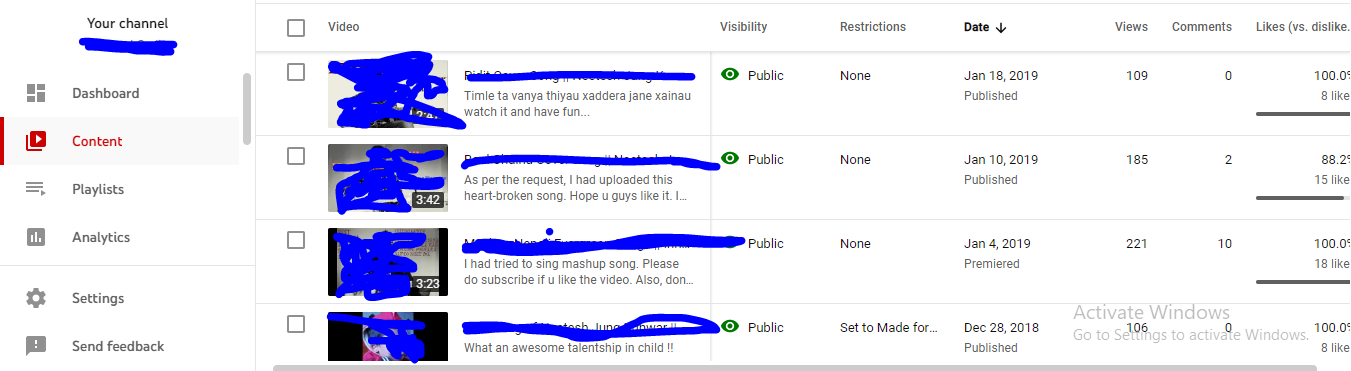 Your channel
Video
Visibility
Restrictions
Date
Views
Comments
Likes (vs. dislike.
Dashboard
Content
Playlists
Analytics
Settings
Send feedback
Public
None
Jan 18, 2019
109
0
100.0%
Timle ta vanya thiyau xaddera jane xainau
watch it and have fun...
Published
8 like
3:42
Public
None
Jan 10, 2019
185
2
88.2%
As per the request, I had uploaded this
heart-broken song. Hope u guys like it. I...
Published
15 like
3:23
Public
None
Jan 4, 2019
221
10
100.0%
I had tried to sing mashup song. Please
do subscribe if u like the video. Also, don...
Premiered
18 like
Public
Set to Made for...
Dec 28, 2018
106
0
100.0%
What an awesome talentship in child !!
Published
8 like
Activate Windows
Go to Settings to activate Windows.